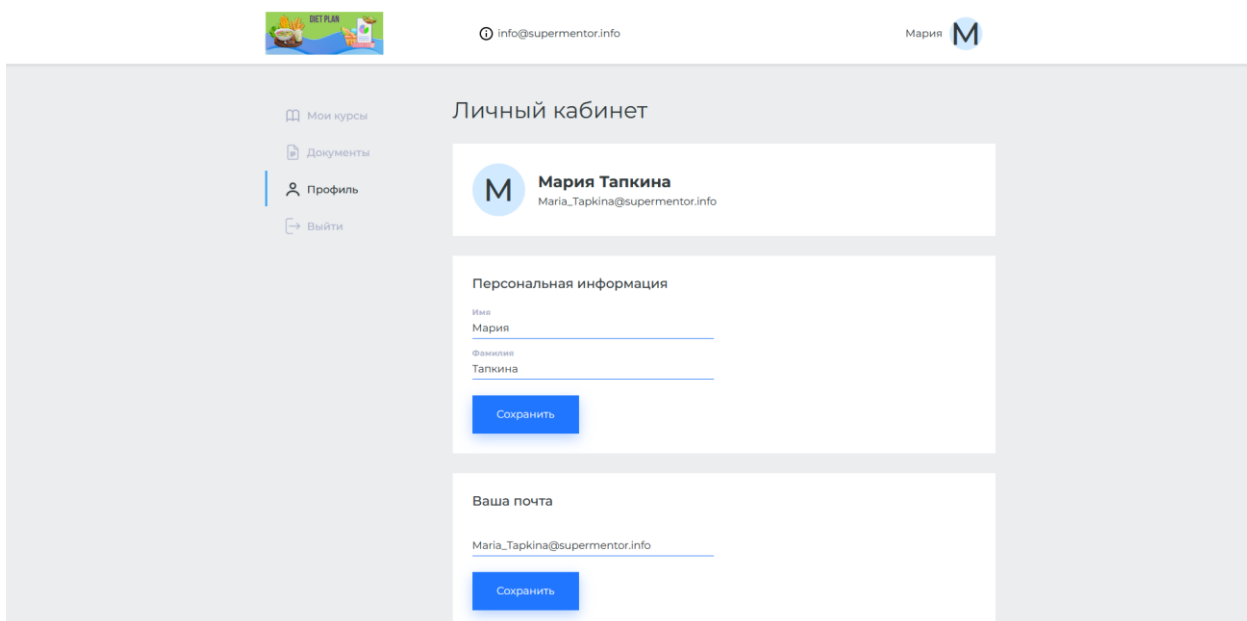 DIET PLAN
info@supermentor.info
Мария M
Мои курсы
Документы
Профиль
Выйти
Личный кабинет
M
Мария Тапкина
Maria_Tapkina@supermentor.info
Персональная информация
Имя
Мария
Фамилия
Тапкина
Сохранить
Ваша почта
Maria_Tapkina@supermentor.info
Сохранить